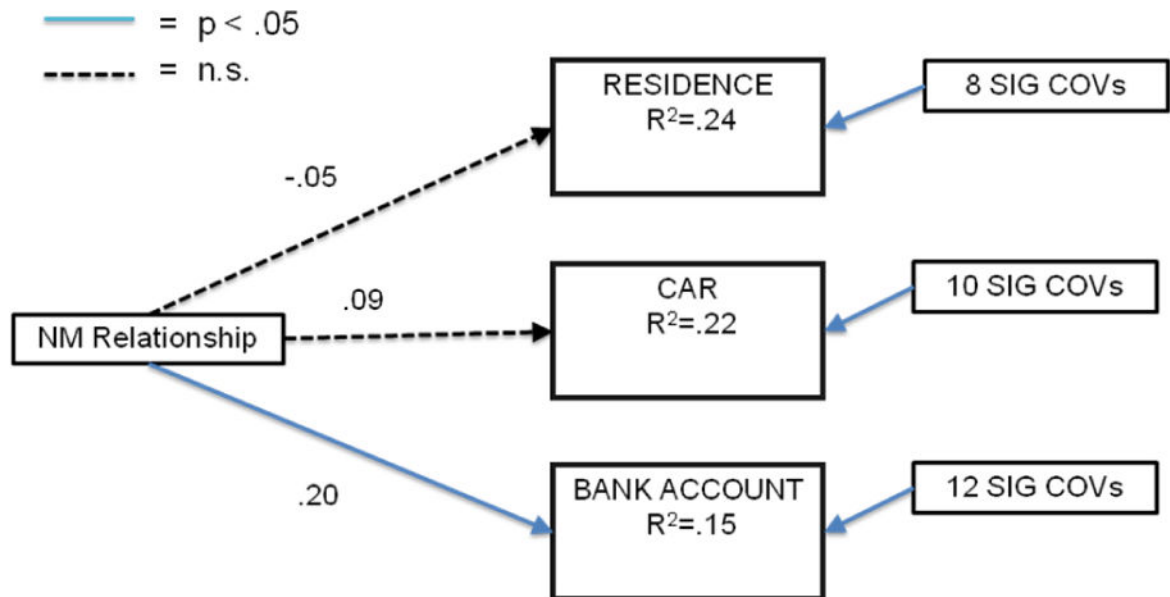 = p < .05
= n.s.
RESIDENCE
R²=.24
8 SIG COVs
-.05
CAR
R²=.22
10 SIG COVs
.09
NM Relationship
.20
BANK ACCOUNT
R²=.15
12 SIG COVs